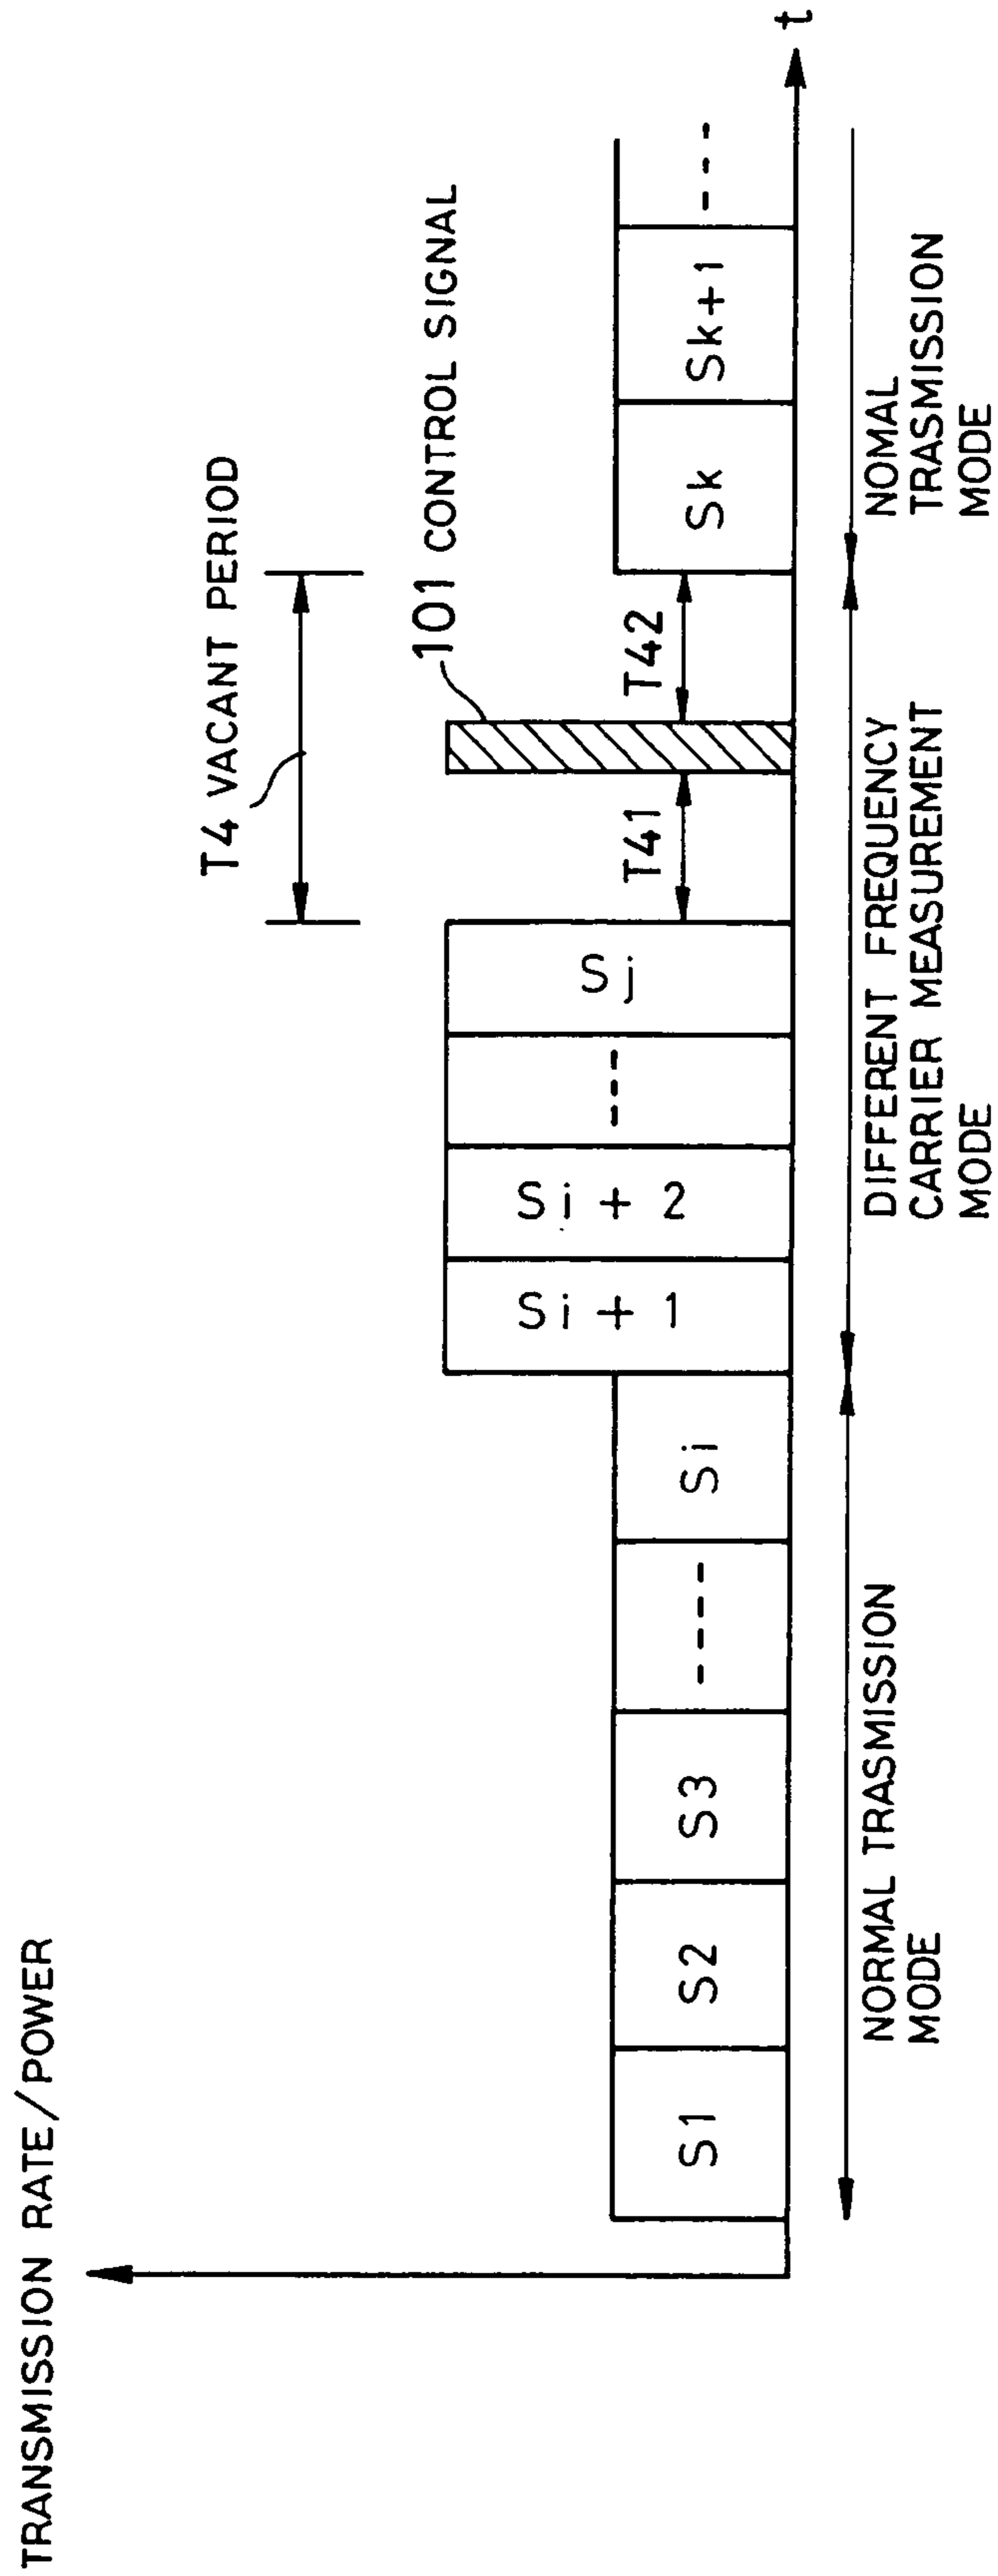 TRANSMISSION RATE/POWER
T4 VACANT PERIOD
101 CONTROL SIGNAL
S1
S2
S3
----
Si
Si + 1
Si + 2
---
Sj
T41
T42
Sk
Sk+1
---
t
NORMAL TRASMISSION
MODE
DIFFERENT FREQUENCY
CARRIER MEASUREMENT
MODE
NOMAL
TRASMISSION
MODE